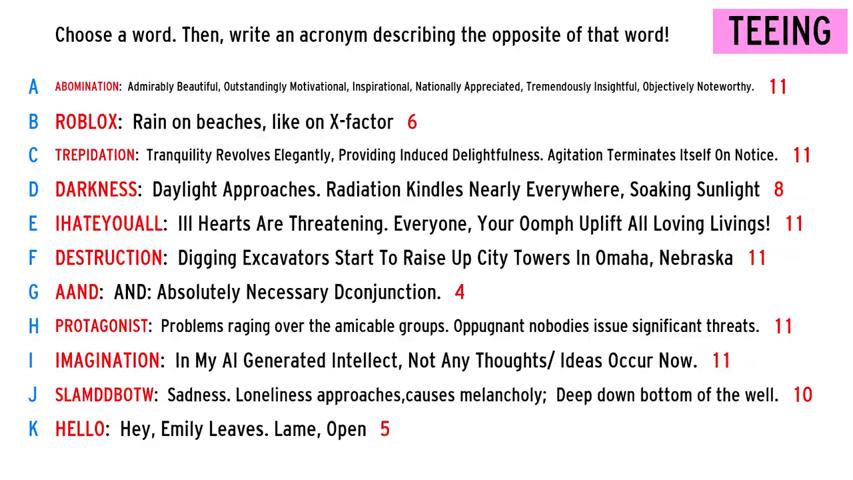 Choose a word. Then, write an acronym describing the opposite of that word!
TEEING
A ABOMINATION: Admirably Beautiful, Outstandingly Motivational, Inspirational, Nationally Appreciated, Tremendously Insightful, Objectively Noteworthy. 11
B ROBLOX: Rain on beaches, like on X-factor 6
C TREPIDATION: Tranquility Revolves Elegantly, Providing Induced Delightfulness. Agitation Terminates Itself On Notice. 11
D DARKNESS: Daylight Approaches. Radiation Kindles Nearly Everywhere, Soaking Sunlight 8
E IHATEYOUALL: Ill Hearts Are Threatening. Everyone, Your Oomph Uplift All Loving Livings! 11
F DESTRUCTION: Digging Excavators Start To Raise Up City Towers In Omaha, Nebraska 11
G AAND: AND: Absolutely Necessary Dconjunction. 4
H PROTAGONIST: Problems raging over the amicable groups. Oppugnant nobodies issue significant threats. 11
I IMAGINATION: In My AI Generated Intellect, Not Any Thoughts/ Ideas Occur Now. 11
J SLAMDDBOTW: Sadness. Loneliness approaches,causes melancholy; Deep down bottom of the well. 10
K HELLO: Hey, Emily Leaves. Lame, Open 5